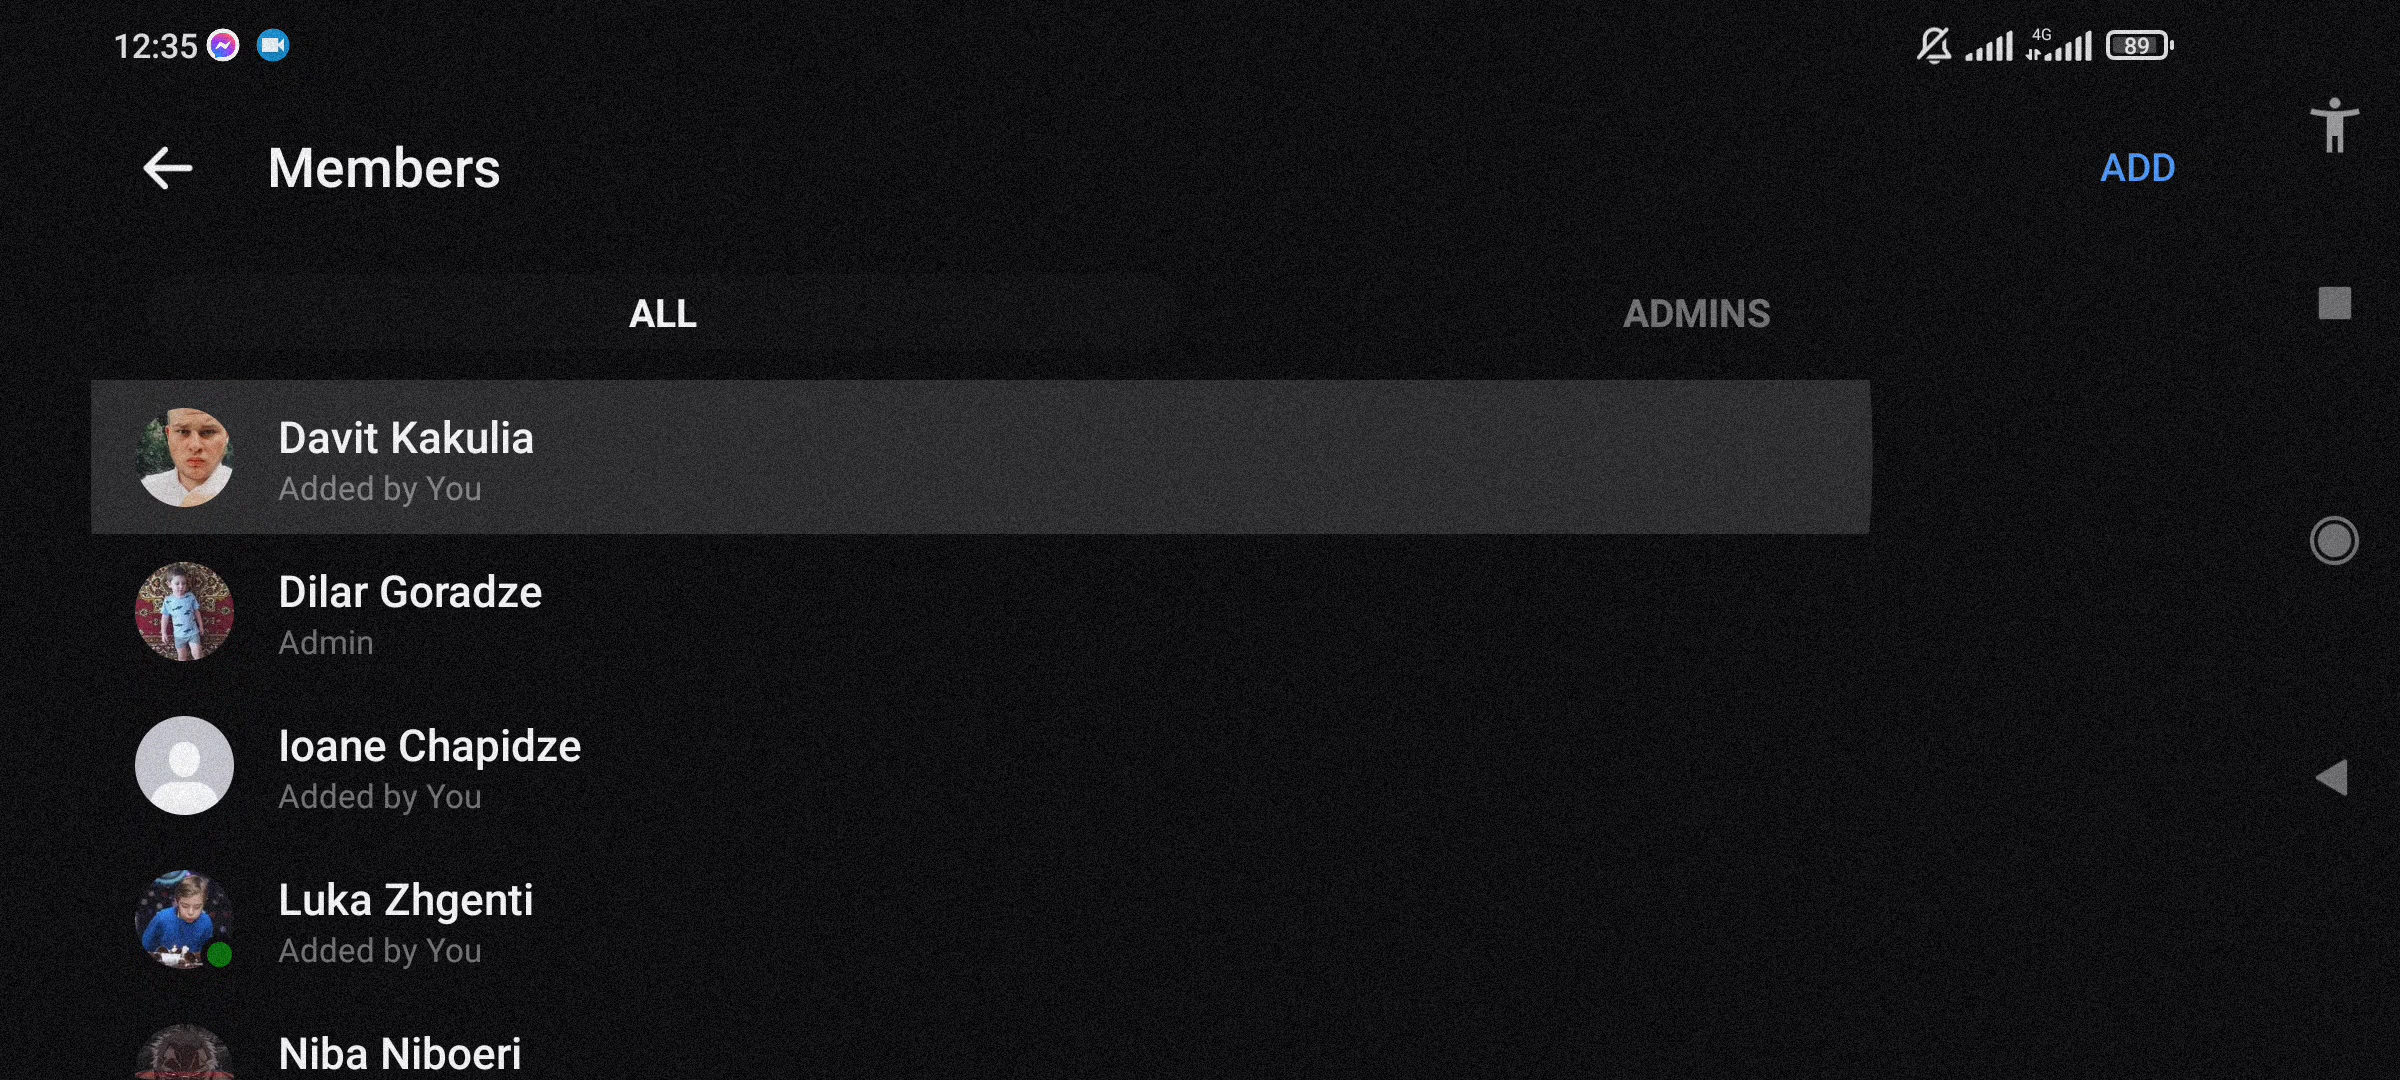 12:35
4G
89
Members
ADD
ALL
ADMINS
Davit Kakulia
Added by You
Dilar Goradze
Admin
Ioane Chapidze
Added by You
Luka Zhgenti
Added by You
Niba Niboeri